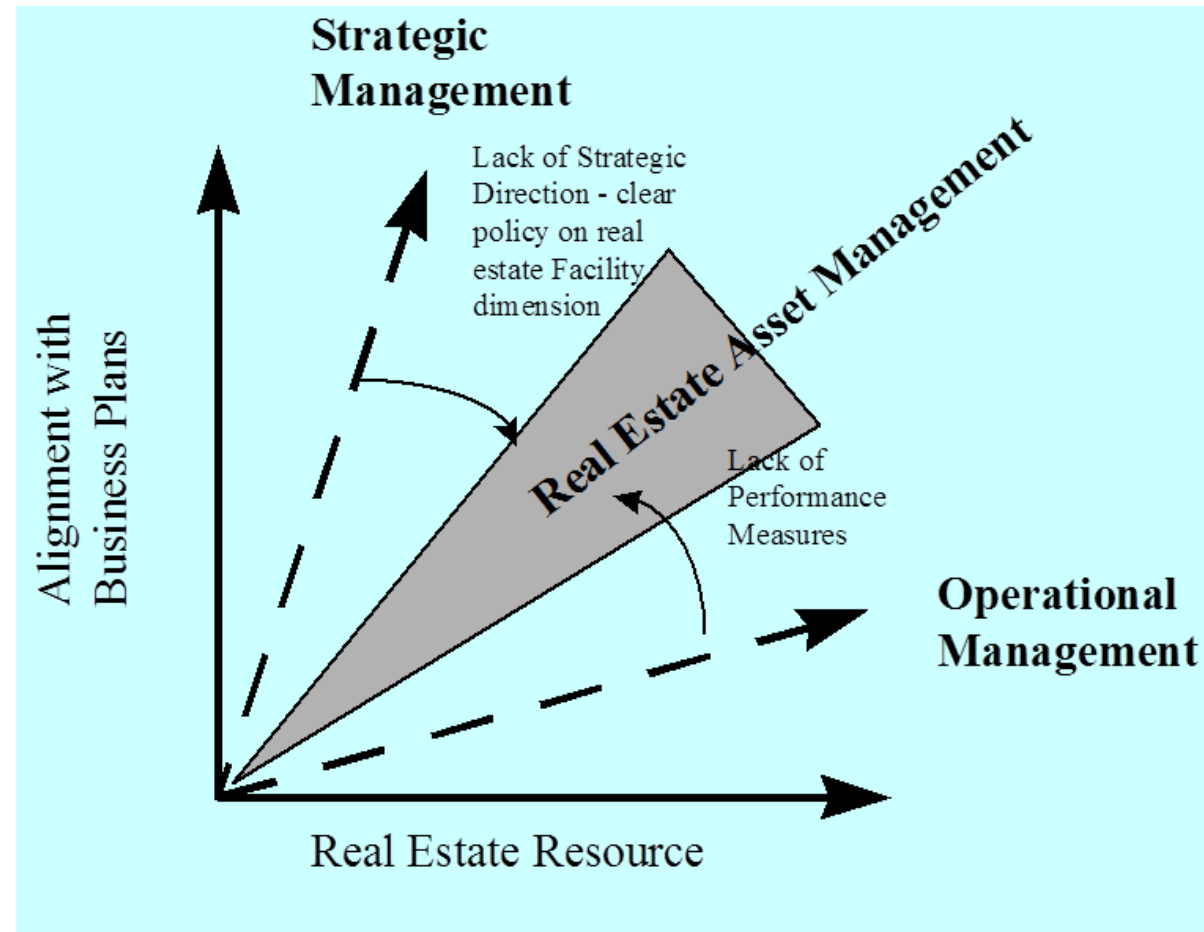 Strategic
Management
Lack of Strategic
Direction - clear
policy on real
estate Facility
dimension
Real Estate Asset Management
Alignment with
Business Plans
Lack of
Performance
Measures
Operational
Management
Real Estate Resource